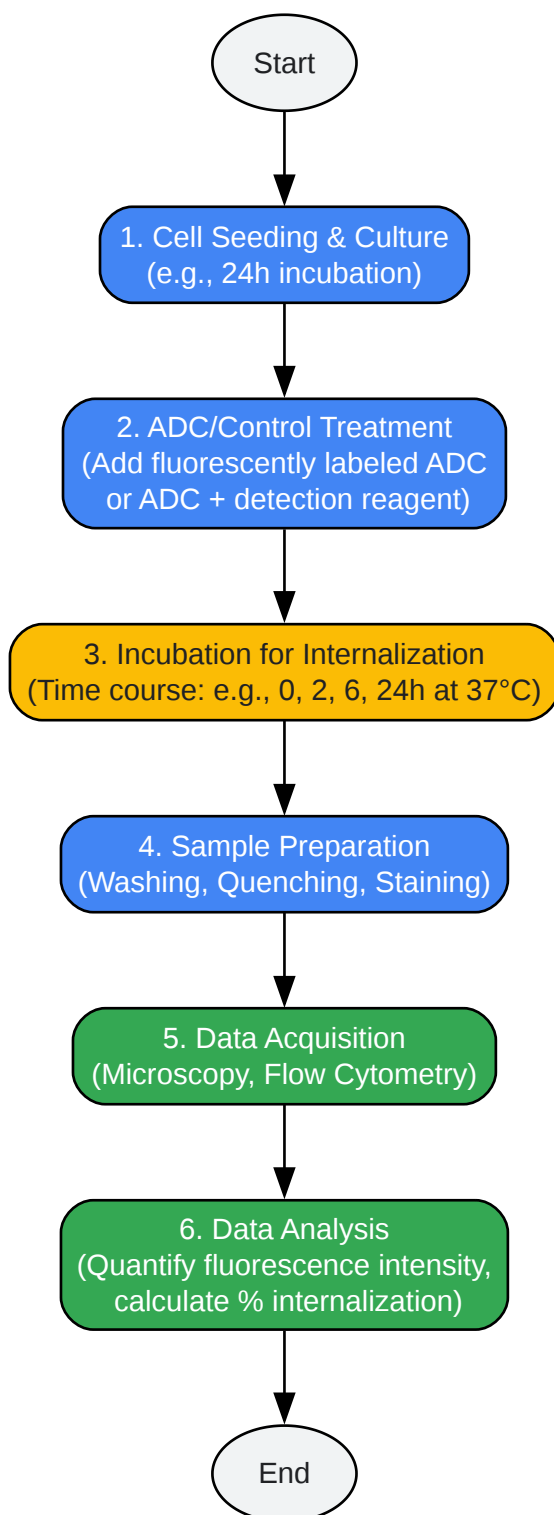 Start
1. Cell Seeding & Culture
(e.g., 24h incubation)
2. ADC/Control Treatment
(Add fluorescently labeled ADC
or ADC + detection reagent)
3. Incubation for Internalization
(Time course: e.g., 0, 2, 6, 24h at 37°C)
4. Sample Preparation
(Washing, Quenching, Staining)
5. Data Acquisition
(Microscopy, Flow Cytometry)
6. Data Analysis
(Quantify fluorescence intensity,
calculate % internalization)
End